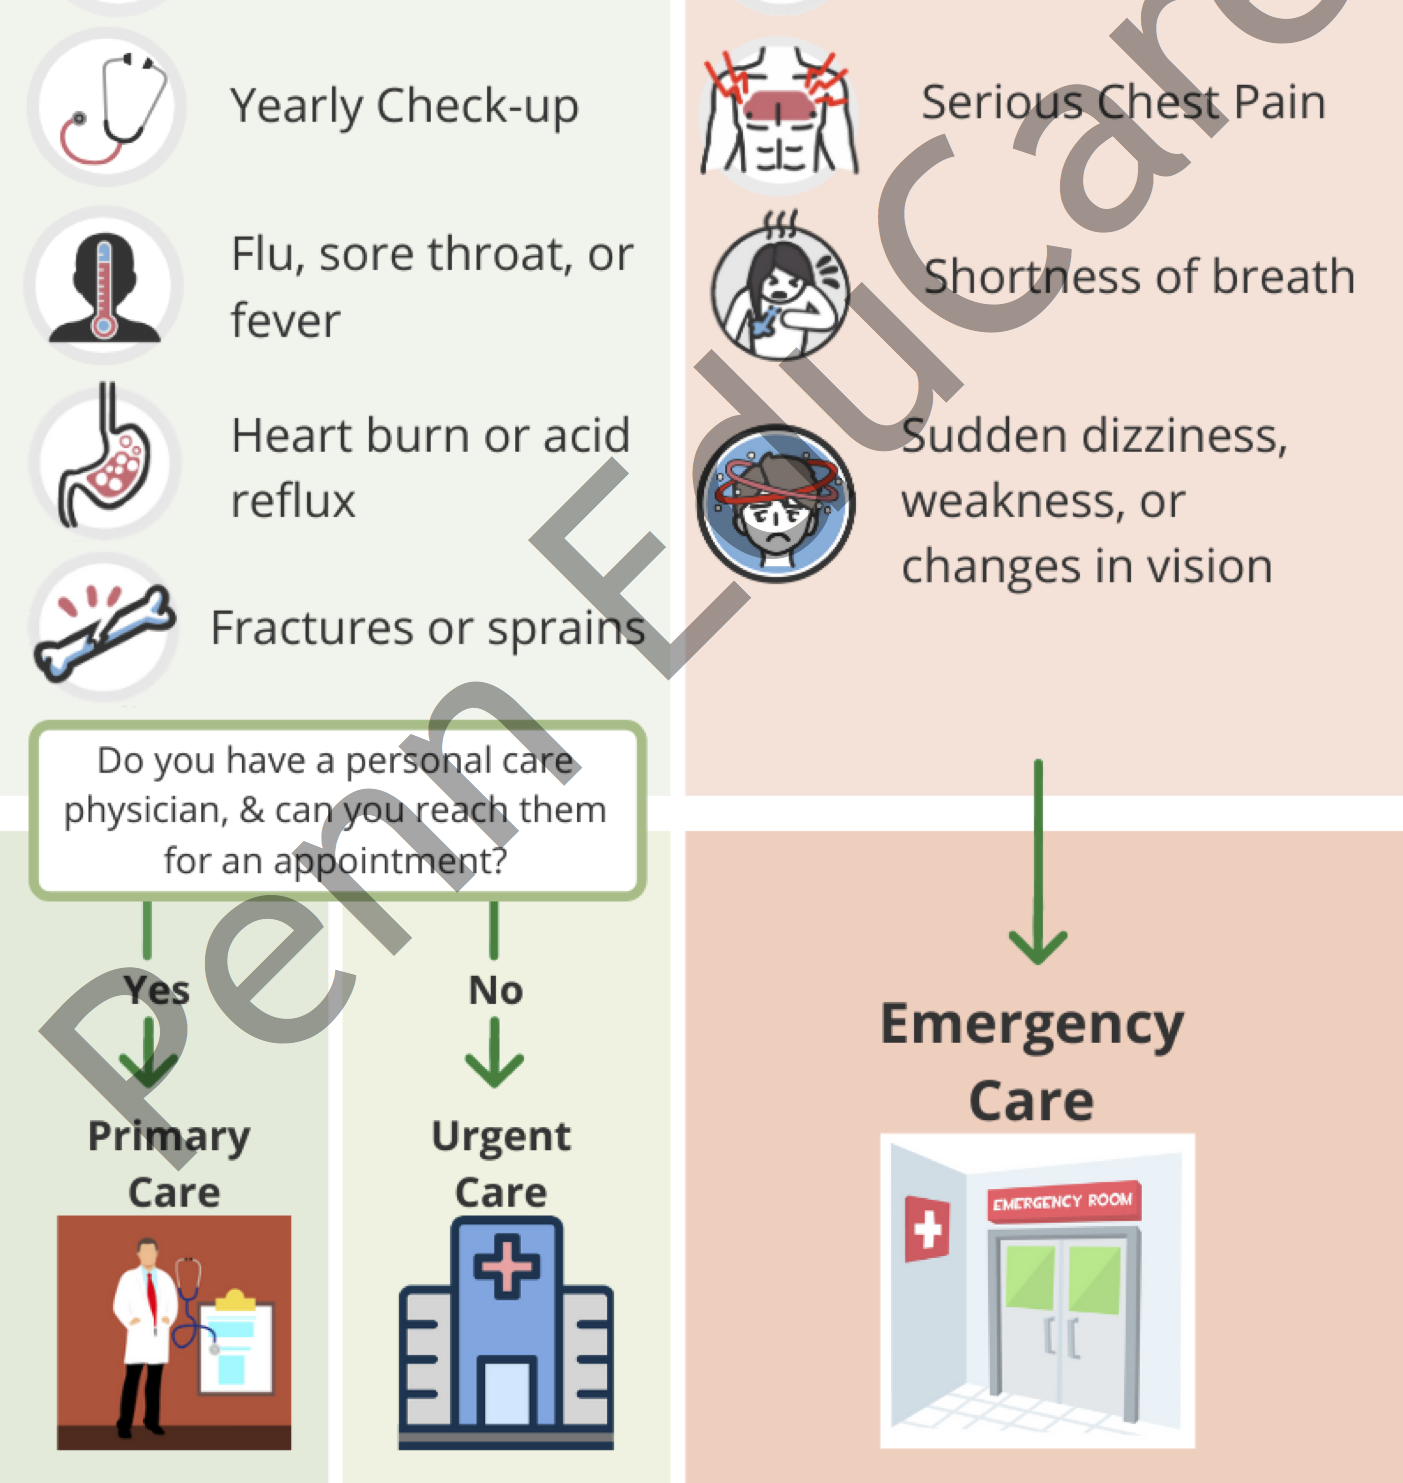 Yearly Check-up
Flu, sore throat, or
fever
Heart burn or acid
reflux
Fractures or sprains
Serious Chest Pain
Shortness of breath
Sudden dizziness,
weakness, or
changes in vision
Do you have a personal care
physician, & can you reach them
for an appointment?
Yes
No
Primary
Care
Urgent
Care
Emergency
Care
EMERGENCY ROOM
Penn EduCare